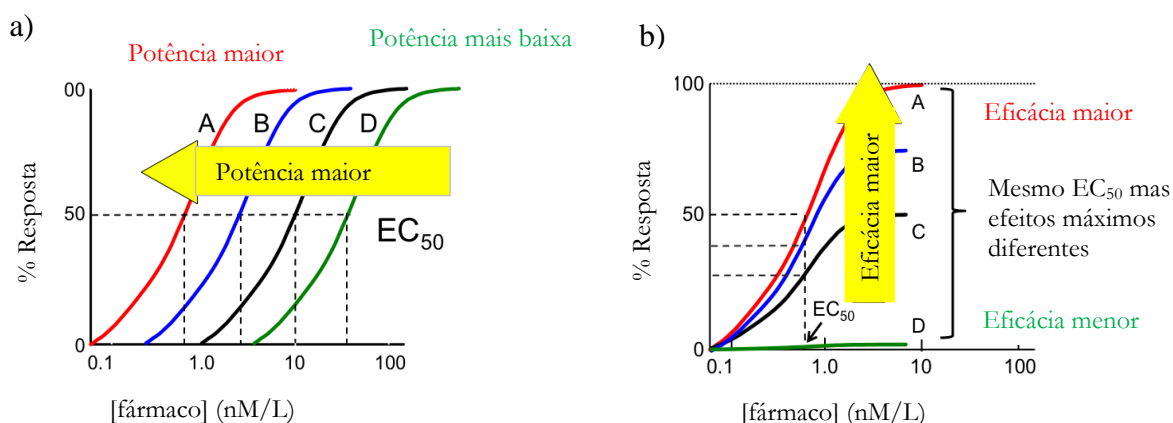 a)
Potência maior
Potência mais baixa
00
A
B
C
D
Potência maior
50
EC50
% Resposta
0
0.1
1.0
10
100
[fármaco] (nM/L)
b)
100
A
Eficácia maior
B
Eficácia maior
Mesmo EC50 mas
efeitos máximos
diferentes
50
C
% Resposta
EC50
D
Eficácia menor
0
0.1
1.0
10
100
[fármaco] (nM/L)